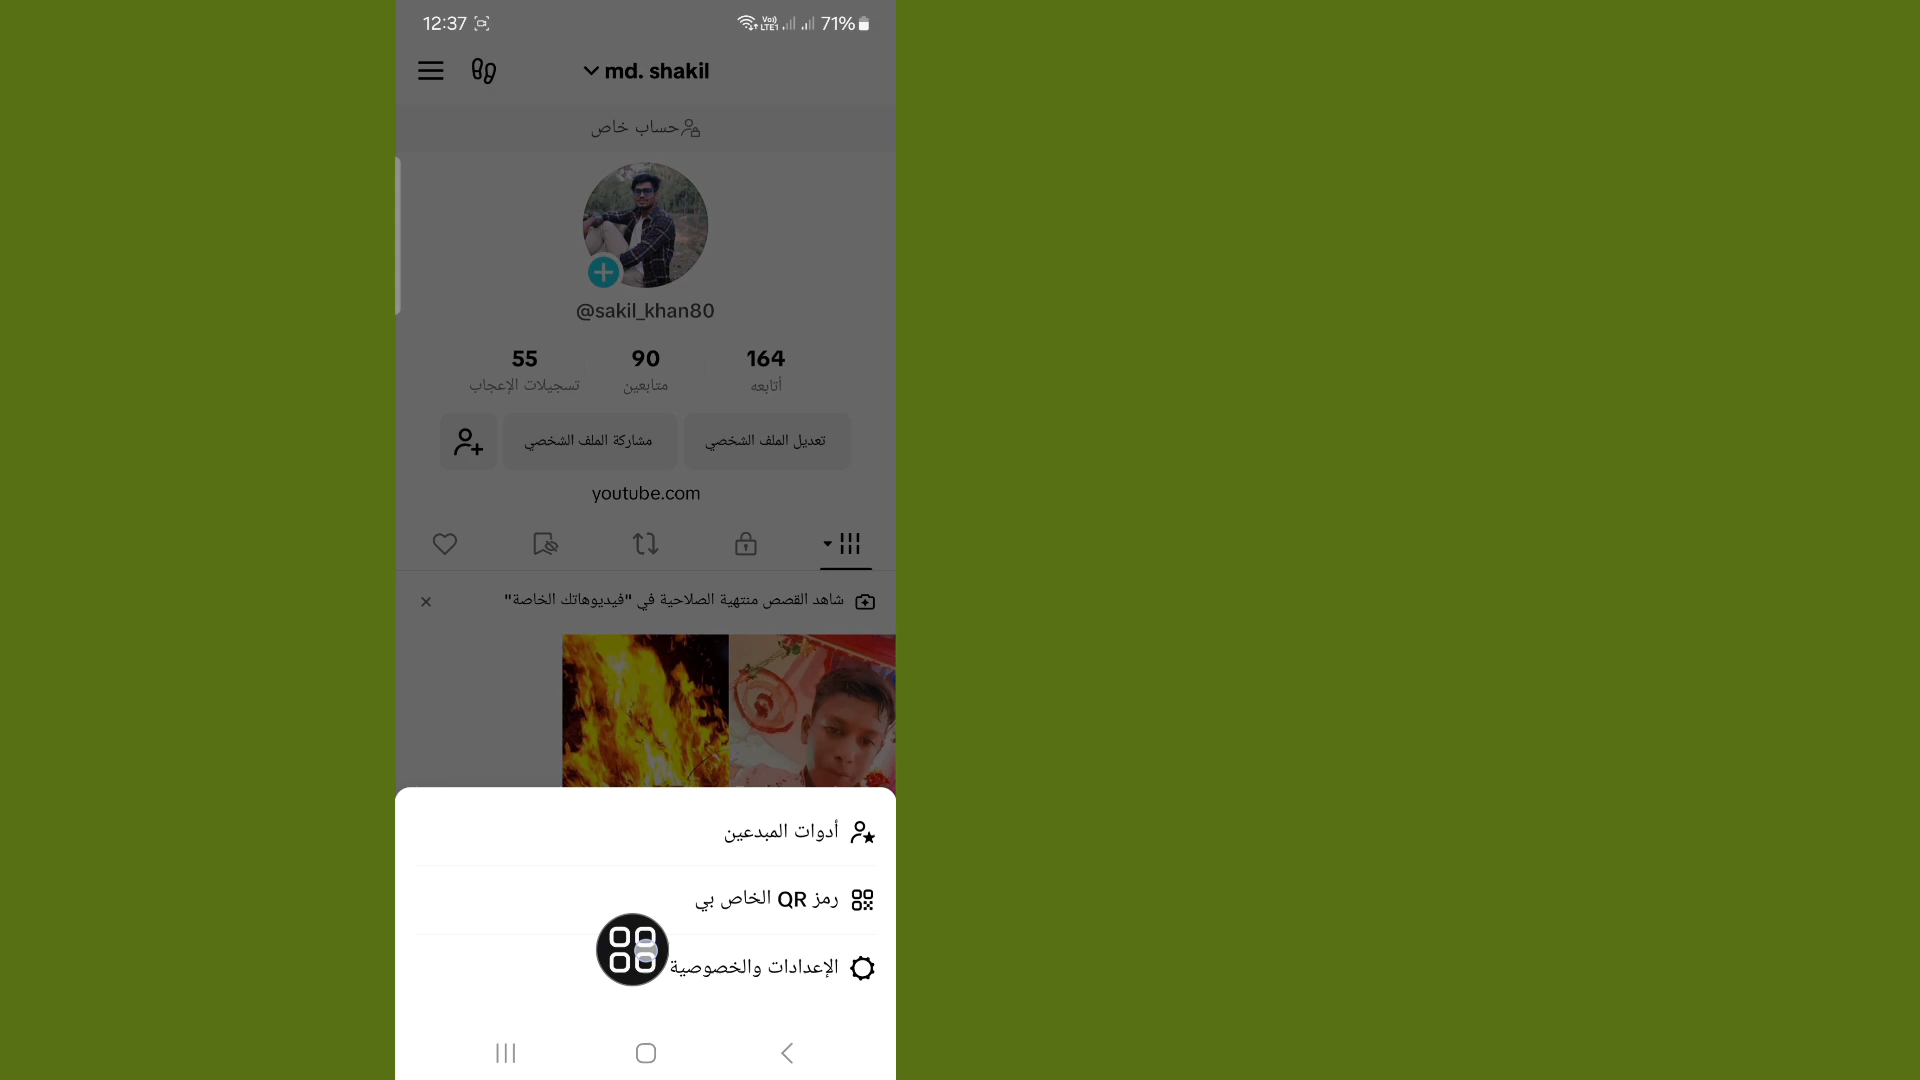 12:37
Vo)) LTE1 71%
md. shakil
حساب خاص
@sakil_khan80
164 90 55
أتابعه متابعين تسجيلات الإعجاب
تعديل الملف الشخصي مشاركة الملف الشخصي
youtube.com
شاهد القصص منتهية الصلاحية في "فيديوهاتك الخاصة"
أدوات المبدعين
رمز QR الخاص بي
الإعدادات والخصوصية